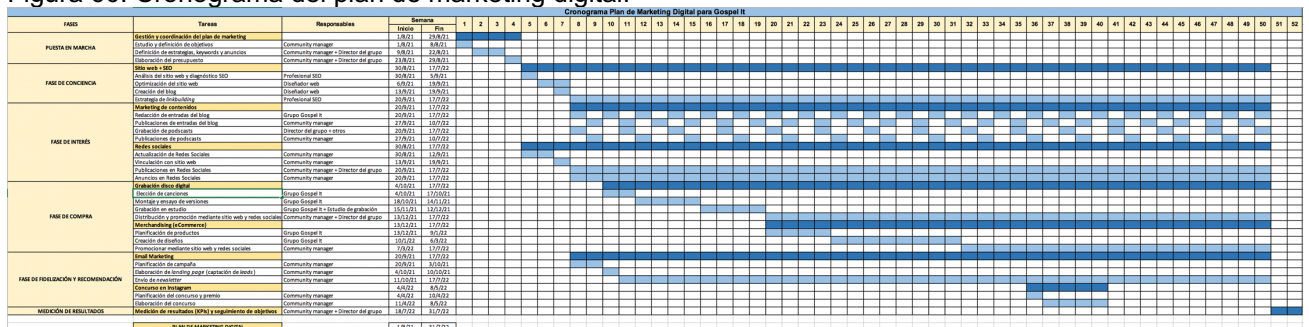 Figura 60. Cronograma del plan de marketing digital.
Cronograma Plan de Marketing Digital para Gospel It
FASES Tareas Responsables Semana
Inicio Fin 1 2 3 4 5 6 7 8 9 10 11 12 13 14 15 16 17 18 19 20 21 22 23 24 25 26 27 28 29 30 31 32 33 34 35 36 37 38 39 40 41 42 43 44 45 46 47 48 49 50 51 52
PUESTA EN MARCHA
Gestión y coordinación del plan de marketing 1/8/21 29/8/21
Estudio y definición de objetivos Community manager 1/8/21 8/8/21
Definición de estrategias, keywords y anuncios Community manager + Director del grupo 9/8/21 22/8/21
Elaboración del presupuesto Community manager + Director del grupo 23/8/21 29/8/21
FASE DE CONCIENCIA
Sitio web + SEO 30/8/21 17/7/22
Análisis del sitio web y diagnóstico SEO Profesional SEO 30/8/21 5/9/21
Optimización del sitio web Diseñador web 6/9/21 19/9/21
Creación del blog Diseñador web 13/9/21 19/9/21
Estrategia de linkbuilding Profesional SEO 20/9/21 17/7/22
FASE DE INTERÉS
Marketing de contenidos 20/9/21 17/7/22
Redacción de entradas del blog Grupo Gospel It 20/9/21 17/7/22
Publicaciones de entradas del blog Community manager 27/9/21 10/7/22
Grabación de podscasts Director del grupo + otros 20/9/21 17/7/22
Publicaciones de podscasts Community manager 27/9/21 10/7/22
Redes sociales 30/8/21 17/7/22
Actualización de Redes Sociales Community manager 30/8/21 12/9/21
Vinculación con sitio web Community manager 13/9/21 19/9/21
Publicaciones en Redes Sociales Community manager + Director del grupo 20/9/21 17/7/22
Anuncios en Redes Sociales Community manager 20/9/21 17/7/22
FASE DE COMPRA
Grabación disco digital 4/10/21 17/7/22
Elección de canciones Grupo Gospel It 4/10/21 17/10/21
Montaje y ensayo de versiones Grupo Gospel It 18/10/21 14/11/21
Grabación en estudio Grupo Gospel It + Estudio de grabación 15/11/21 12/12/21
Distribución y promoción mediante sitio web y redes sociales Community manager + Director del grupo 13/12/21 17/7/22
Merchandising (eCommerce) 13/12/21 17/7/22
Planificación de productos Grupo Gospel It 13/12/21 9/1/22
Creación de diseños Grupo Gospel It 10/1/22 6/3/22
Promocionar mediante sitio web y redes sociales Community manager 7/3/22 17/7/22
FASE DE FIDELIZACIÓN Y RECOMENDACIÓN
Email Marketing 20/9/21 17/7/22
Planificación de campaña Community manager 20/9/21 3/10/21
Elaboración de landing page (captación de leads) Community manager 4/10/21 10/10/21
Envío de newsletter Community manager 11/10/21 17/7/22
Concurso en Instagram 4/4/22 8/5/22
Planificación del concurso y premio Community manager 4/4/22 10/4/22
Elaboración del concurso Community manager 11/4/22 8/5/22
MEDICIÓN DE RESULTADOS Medición de resultados (KPIs) y seguimiento de objetivos Community manager + Director del grupo 18/7/22 31/7/22
PLAN DE MARKETING DIGITAL 1/8/21 31/7/22